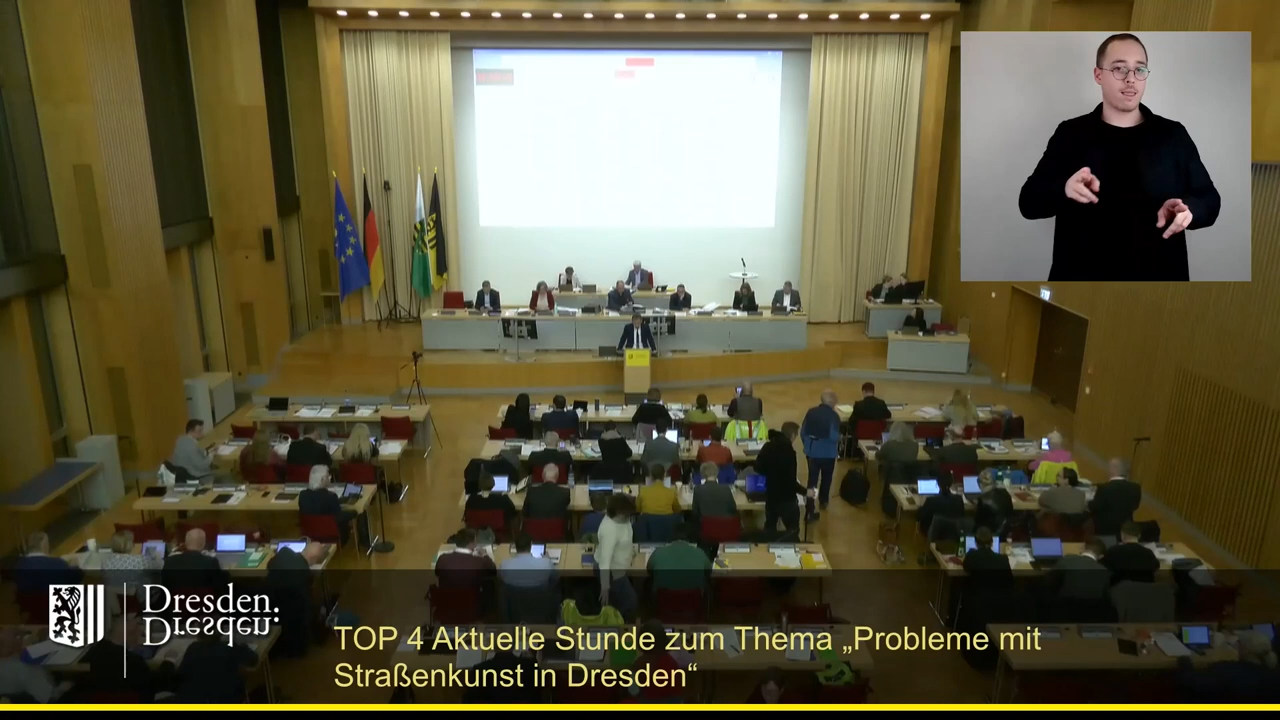 Dresden.
Dresden.
TOP 4 Aktuelle Stunde zum Thema „Probleme mit
Straßenkunst in Dresden“